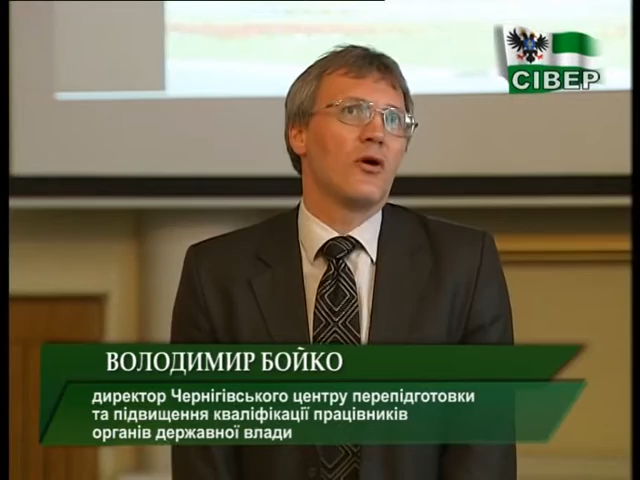 СІВЕР
ВОЛОДИМИР БОЙКО
директор Чернігівського центру перепідготовки
та підвищення кваліфікації працівників
органів державної влади